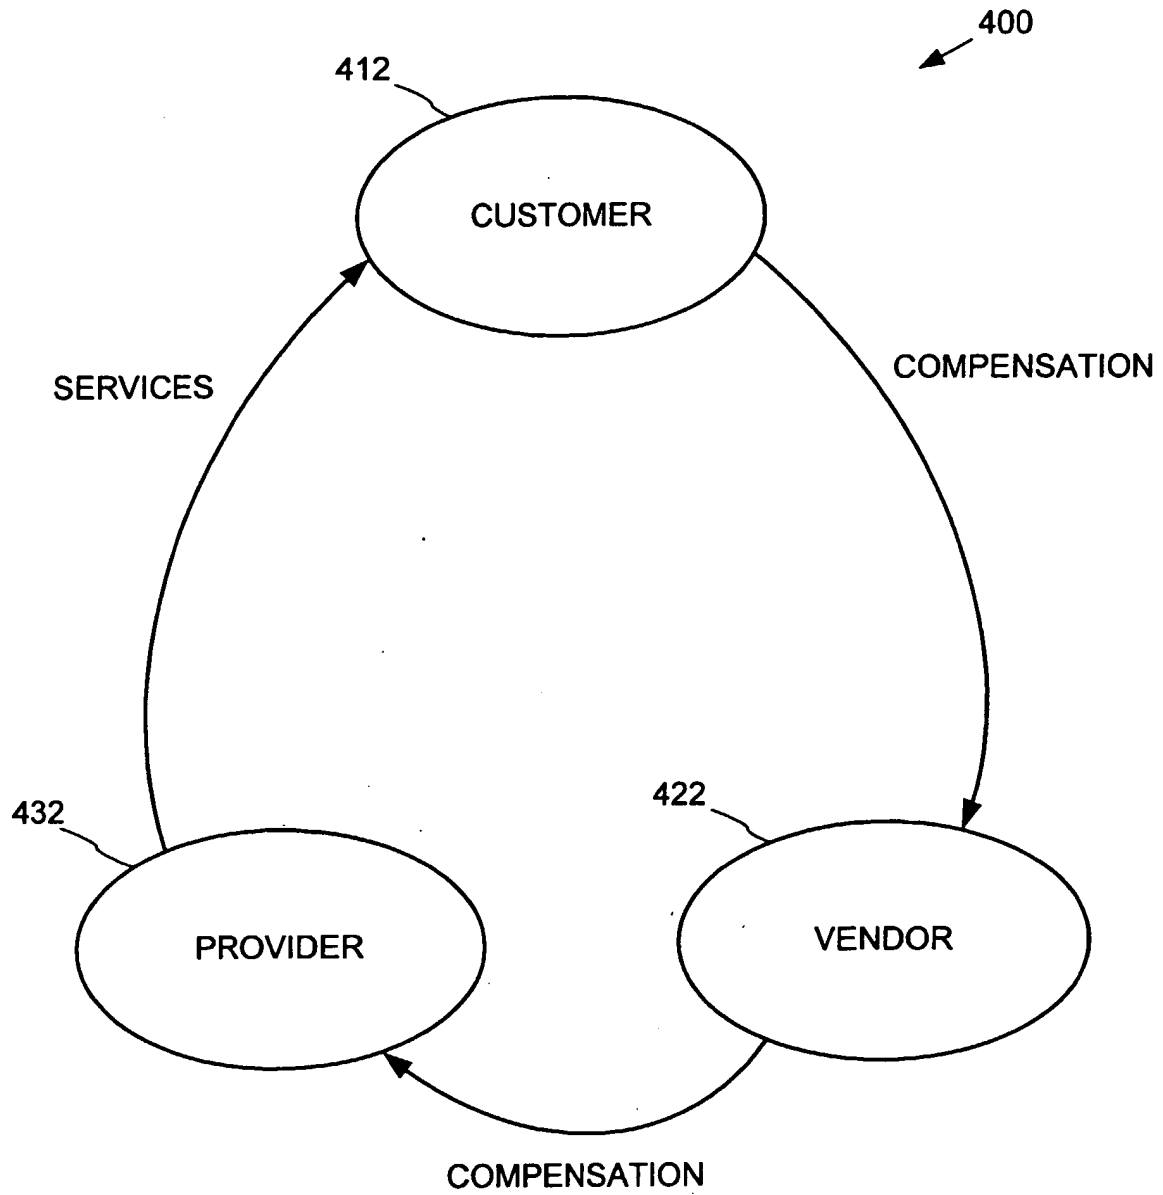 400
412
CUSTOMER
COMPENSATION
SERVICES
422
432
VENDOR
PROVIDER
COMPENSATION